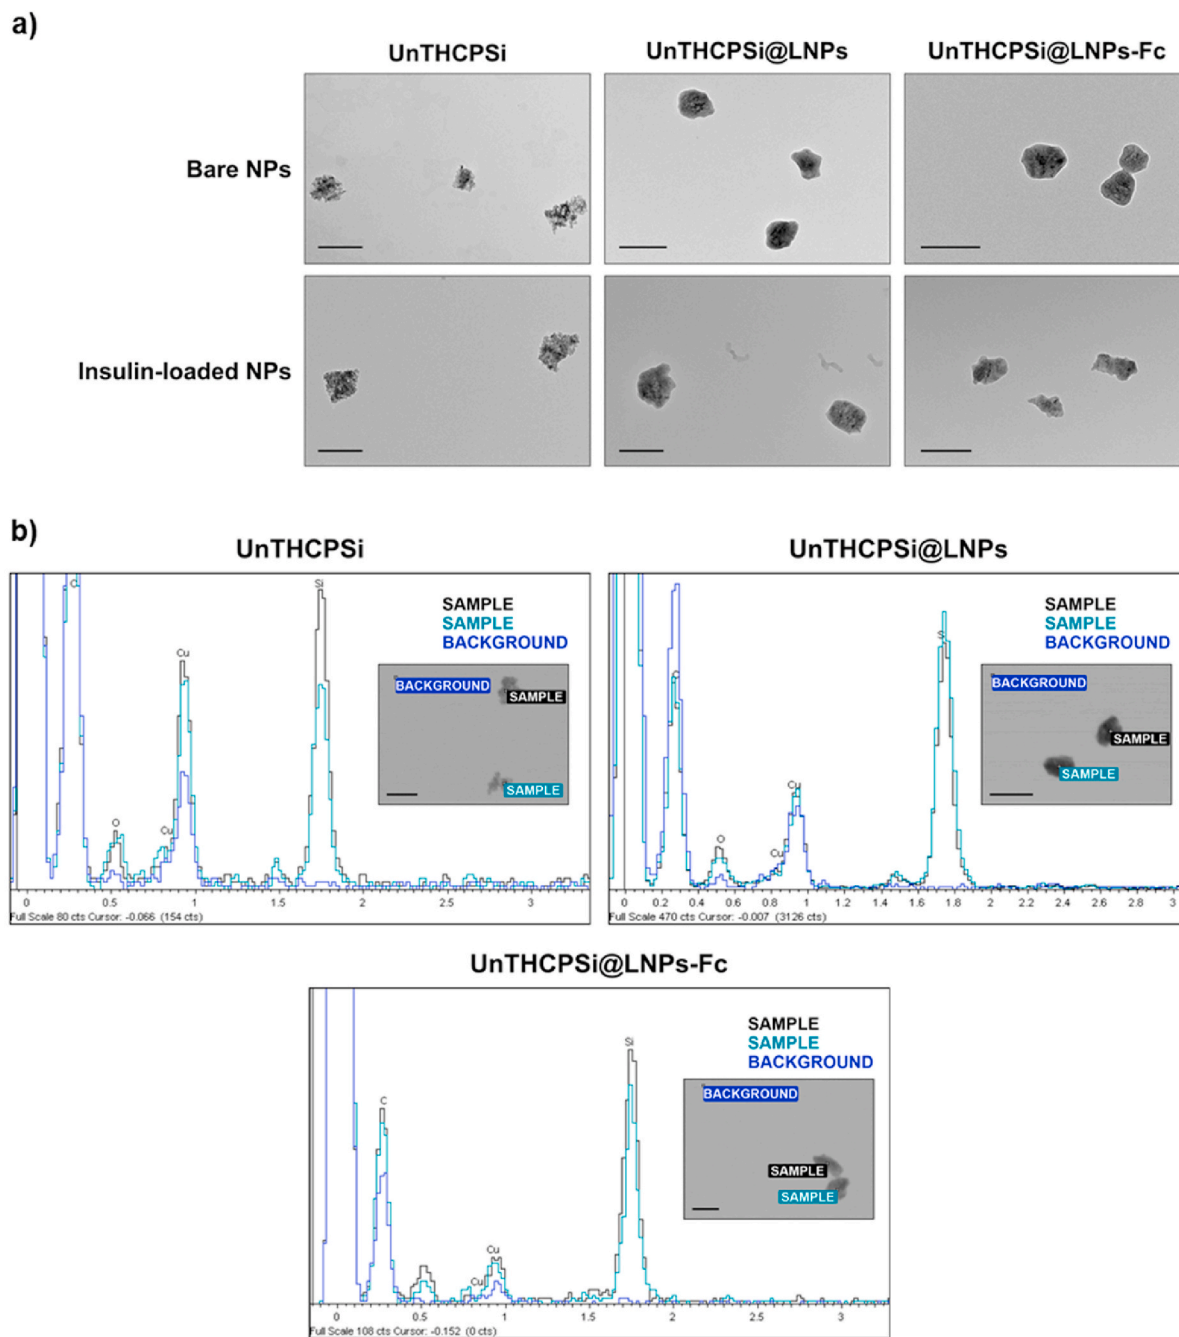 a)
UnTHCPSi
UnTHCPSi@LNPs
UnTHCPSi@LNPs-Fc
Bare NPs
Insulin-loaded NPs
b)
UnTHCPSi
C
O
Cu
Cu
Si
SAMPLE
SAMPLE
BACKGROUND
BACKGROUND
SAMPLE
SAMPLE
0 0.5 1 1.5 2 2.5 3
Full Scale 80 cts Cursor: -0.066 (154 cts)
UnTHCPSi@LNPs
O
Cu
Cu
SAMPLE
SAMPLE
BACKGROUND
BACKGROUND
SAMPLE
SAMPLE
0 0.2 0.4 0.6 0.8 1 1.2 1.4 1.6 1.8 2 2.2 2.4 2.6 2.8 3
Full Scale 470 cts Cursor: -0.007 (3126 cts)
UnTHCPSi@LNPs-Fc
C
Cu
Cu
Si
SAMPLE
SAMPLE
BACKGROUND
BACKGROUND
SAMPLE
SAMPLE
0 0.5 1 1.5 2 2.5 3
Full Scale 108 cts Cursor: -0.152 (0 cts)